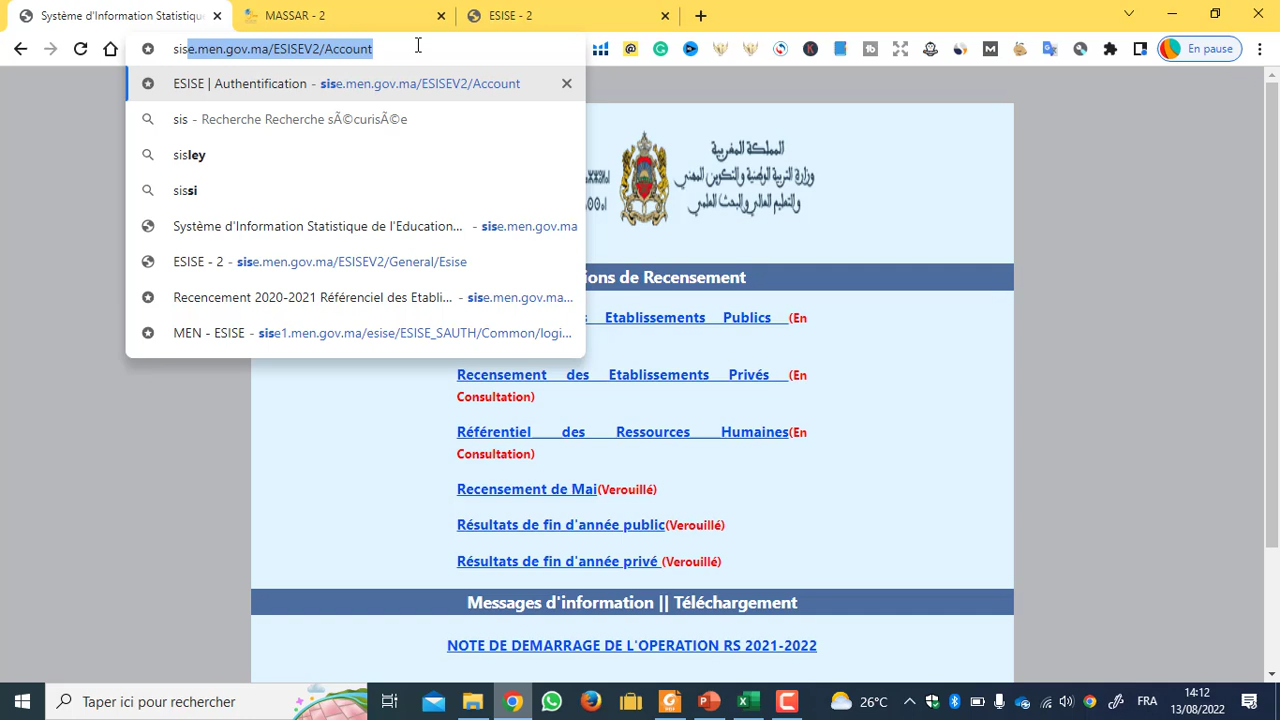 Système d'Information Statistique
MASSAR - 2
ESISE - 2
sise.men.gov.ma/ESISEV2/Account
En pause
ESISE | Authentification - sise.men.gov.ma/ESISEV2/Account
sis - Recherche Recherche sÃ©curisÃ©e
sisley
sissi
Système d'Information Statistique de l'Education... - sise.men.gov.ma
ESISE - 2 - sise.men.gov.ma/ESISEV2/General/Esise
Recencement 2020-2021 Référenciel des Etabli... - sise.men.gov.ma...
MEN - ESISE - sise1.men.gov.ma/esise/ESISE_SAUTH/Common/logi...
المملكة المغربية
وزارة التربية الوطنية والتكوين المهني
والتعليم العالي والبحث العلمي
ions de Recensement
s Etablissements Publics (En
Recensement des Etablissements Privés (En
Consultation)
Référentiel des Ressources Humaines(En
Consultation)
Recensement de Mai(Verouillé)
Résultats de fin d'année public(Verouillé)
Résultats de fin d'année privé (Verouillé)
Messages d'information || Téléchargement
NOTE DE DEMARRAGE DE L'OPERATION RS 2021-2022
Taper ici pour rechercher
26°C
FRA
14:12
13/08/2022